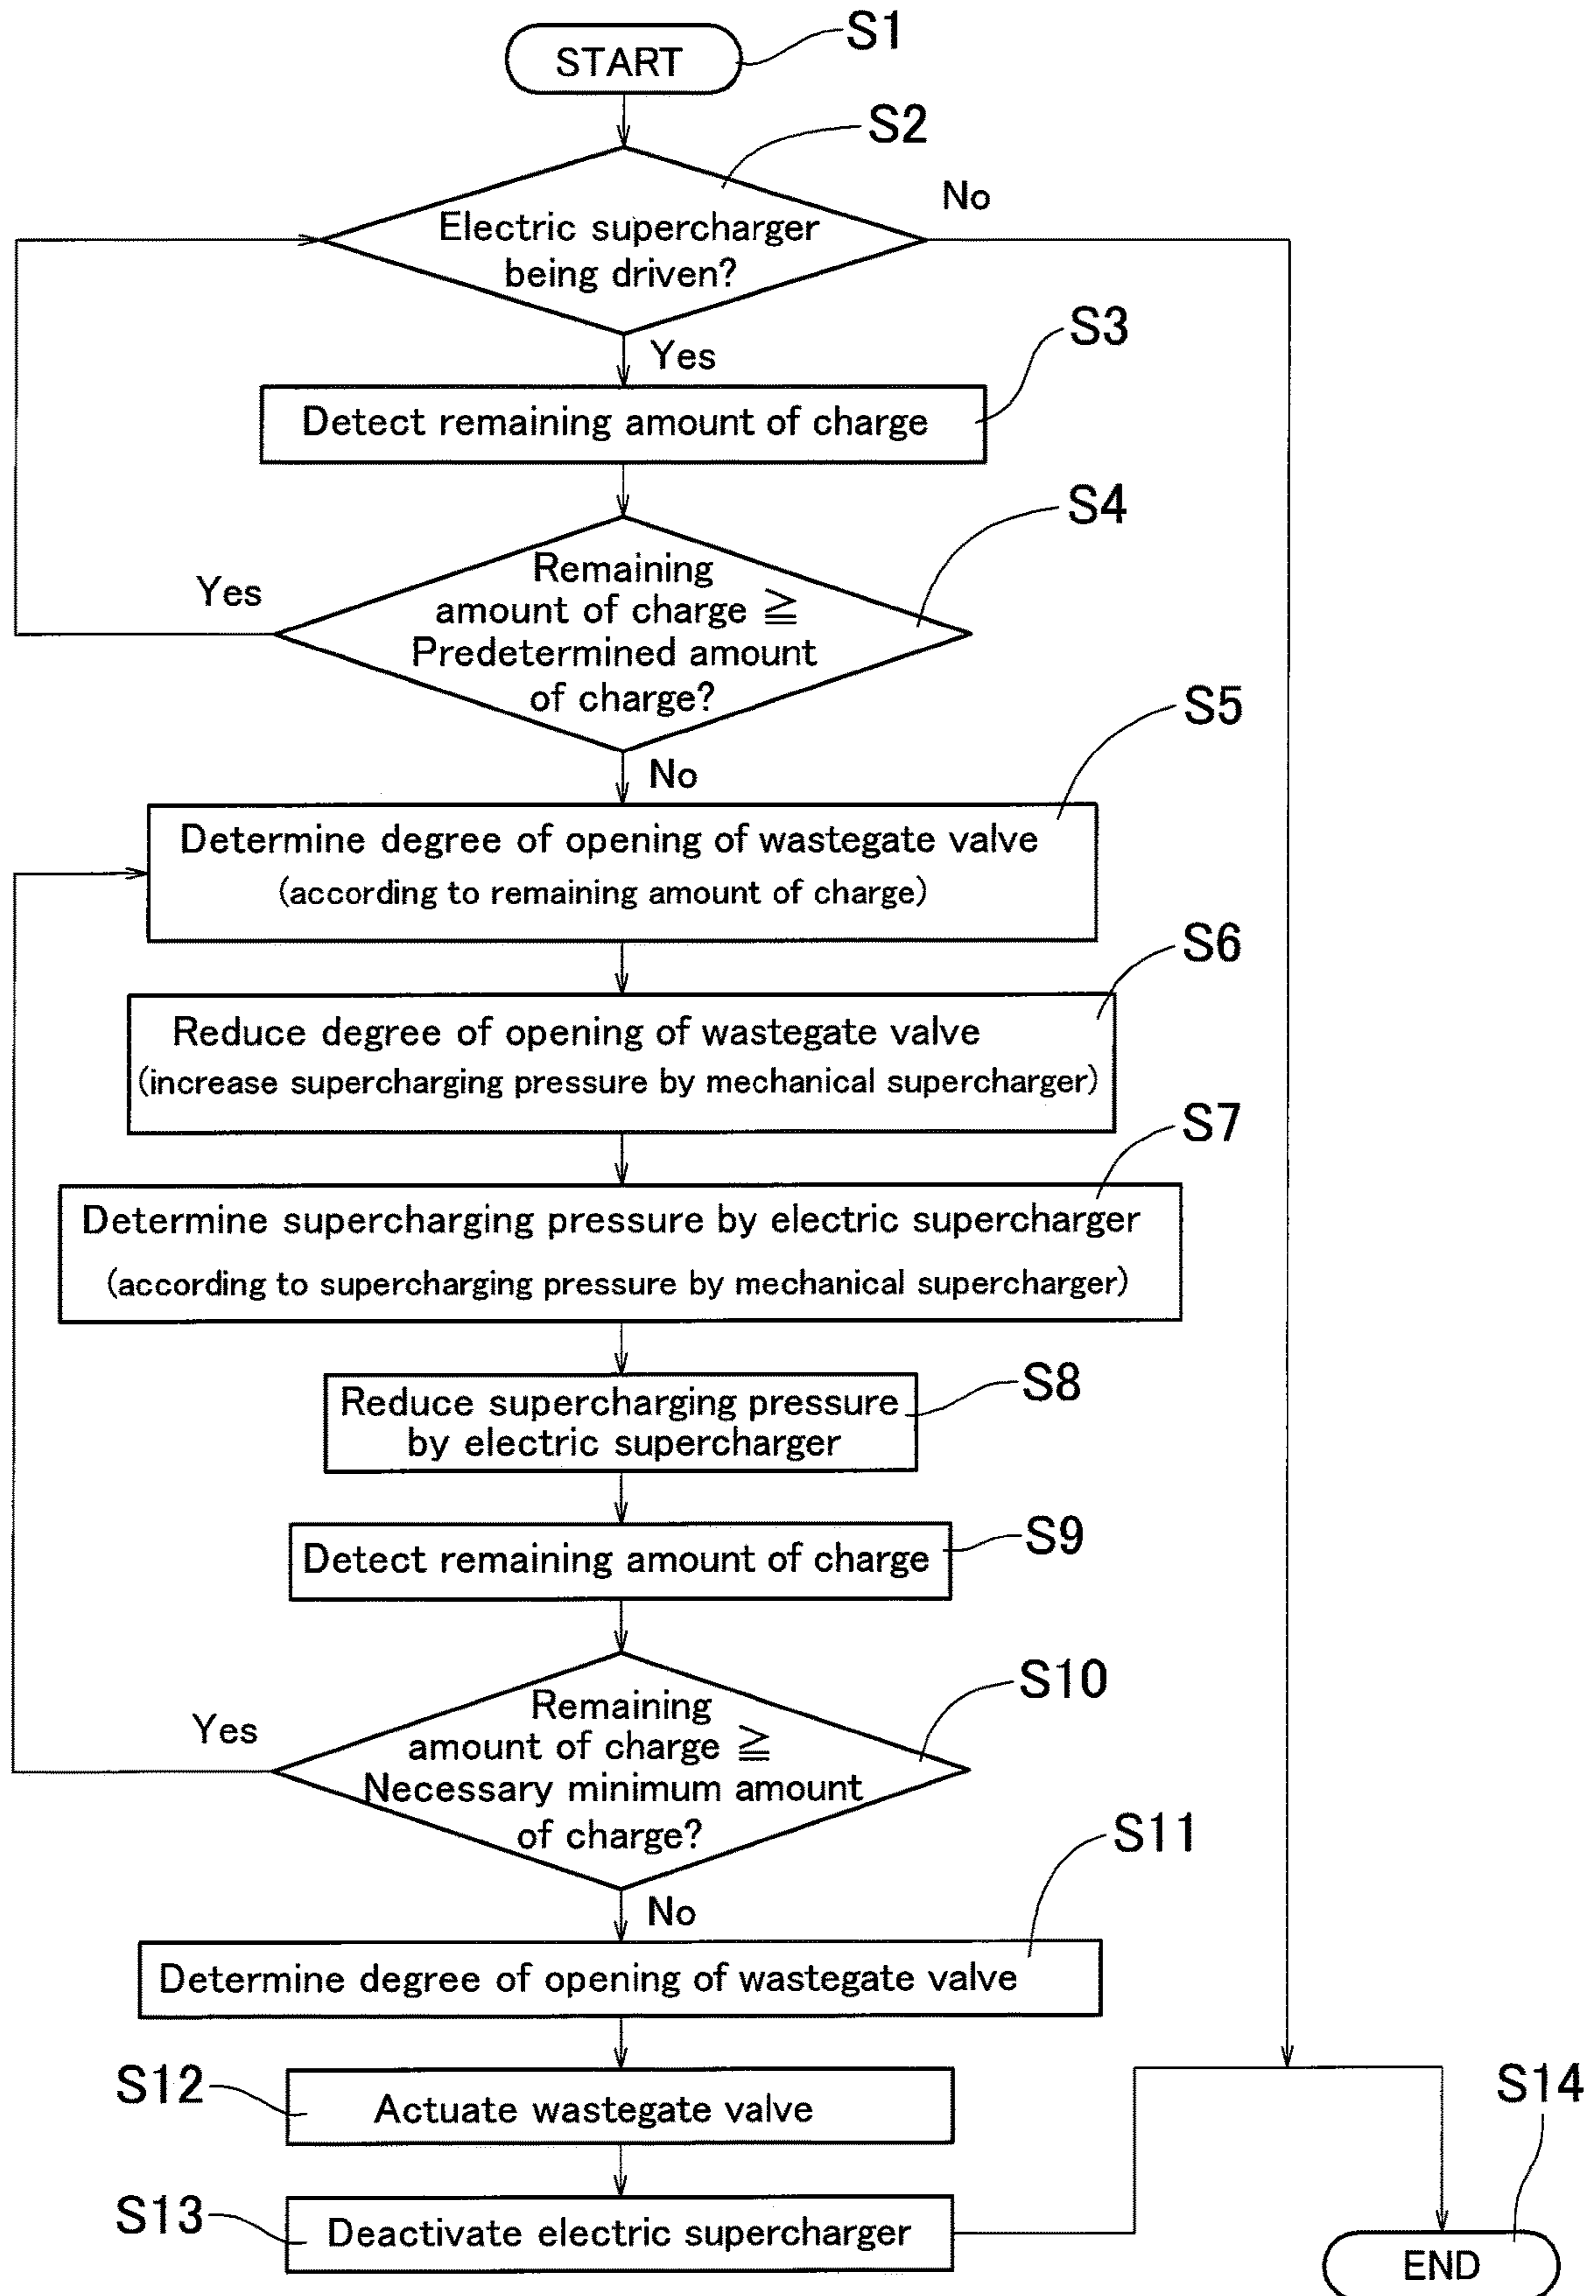 START
S1
S2
No
Electric supercharger
being driven?
Yes
S3
Detect remaining amount of charge
S4
Remaining
amount of charge ≧
Predetermined amount
of charge?
Yes
No
S5
Determine degree of opening of wastegate valve
(according to remaining amount of charge)
S6
Reduce degree of opening of wastegate valve
(increase supercharging pressure by mechanical supercharger)
S7
Determine supercharging pressure by electric supercharger
(according to supercharging pressure by mechanical supercharger)
S8
Reduce supercharging pressure
by electric supercharger
S9
Detect remaining amount of charge
S10
Remaining
amount of charge ≧
Necessary minimum amount
of charge?
Yes
No
S11
Determine degree of opening of wastegate valve
S12
Actuate wastegate valve
S13
Deactivate electric supercharger
S14
END